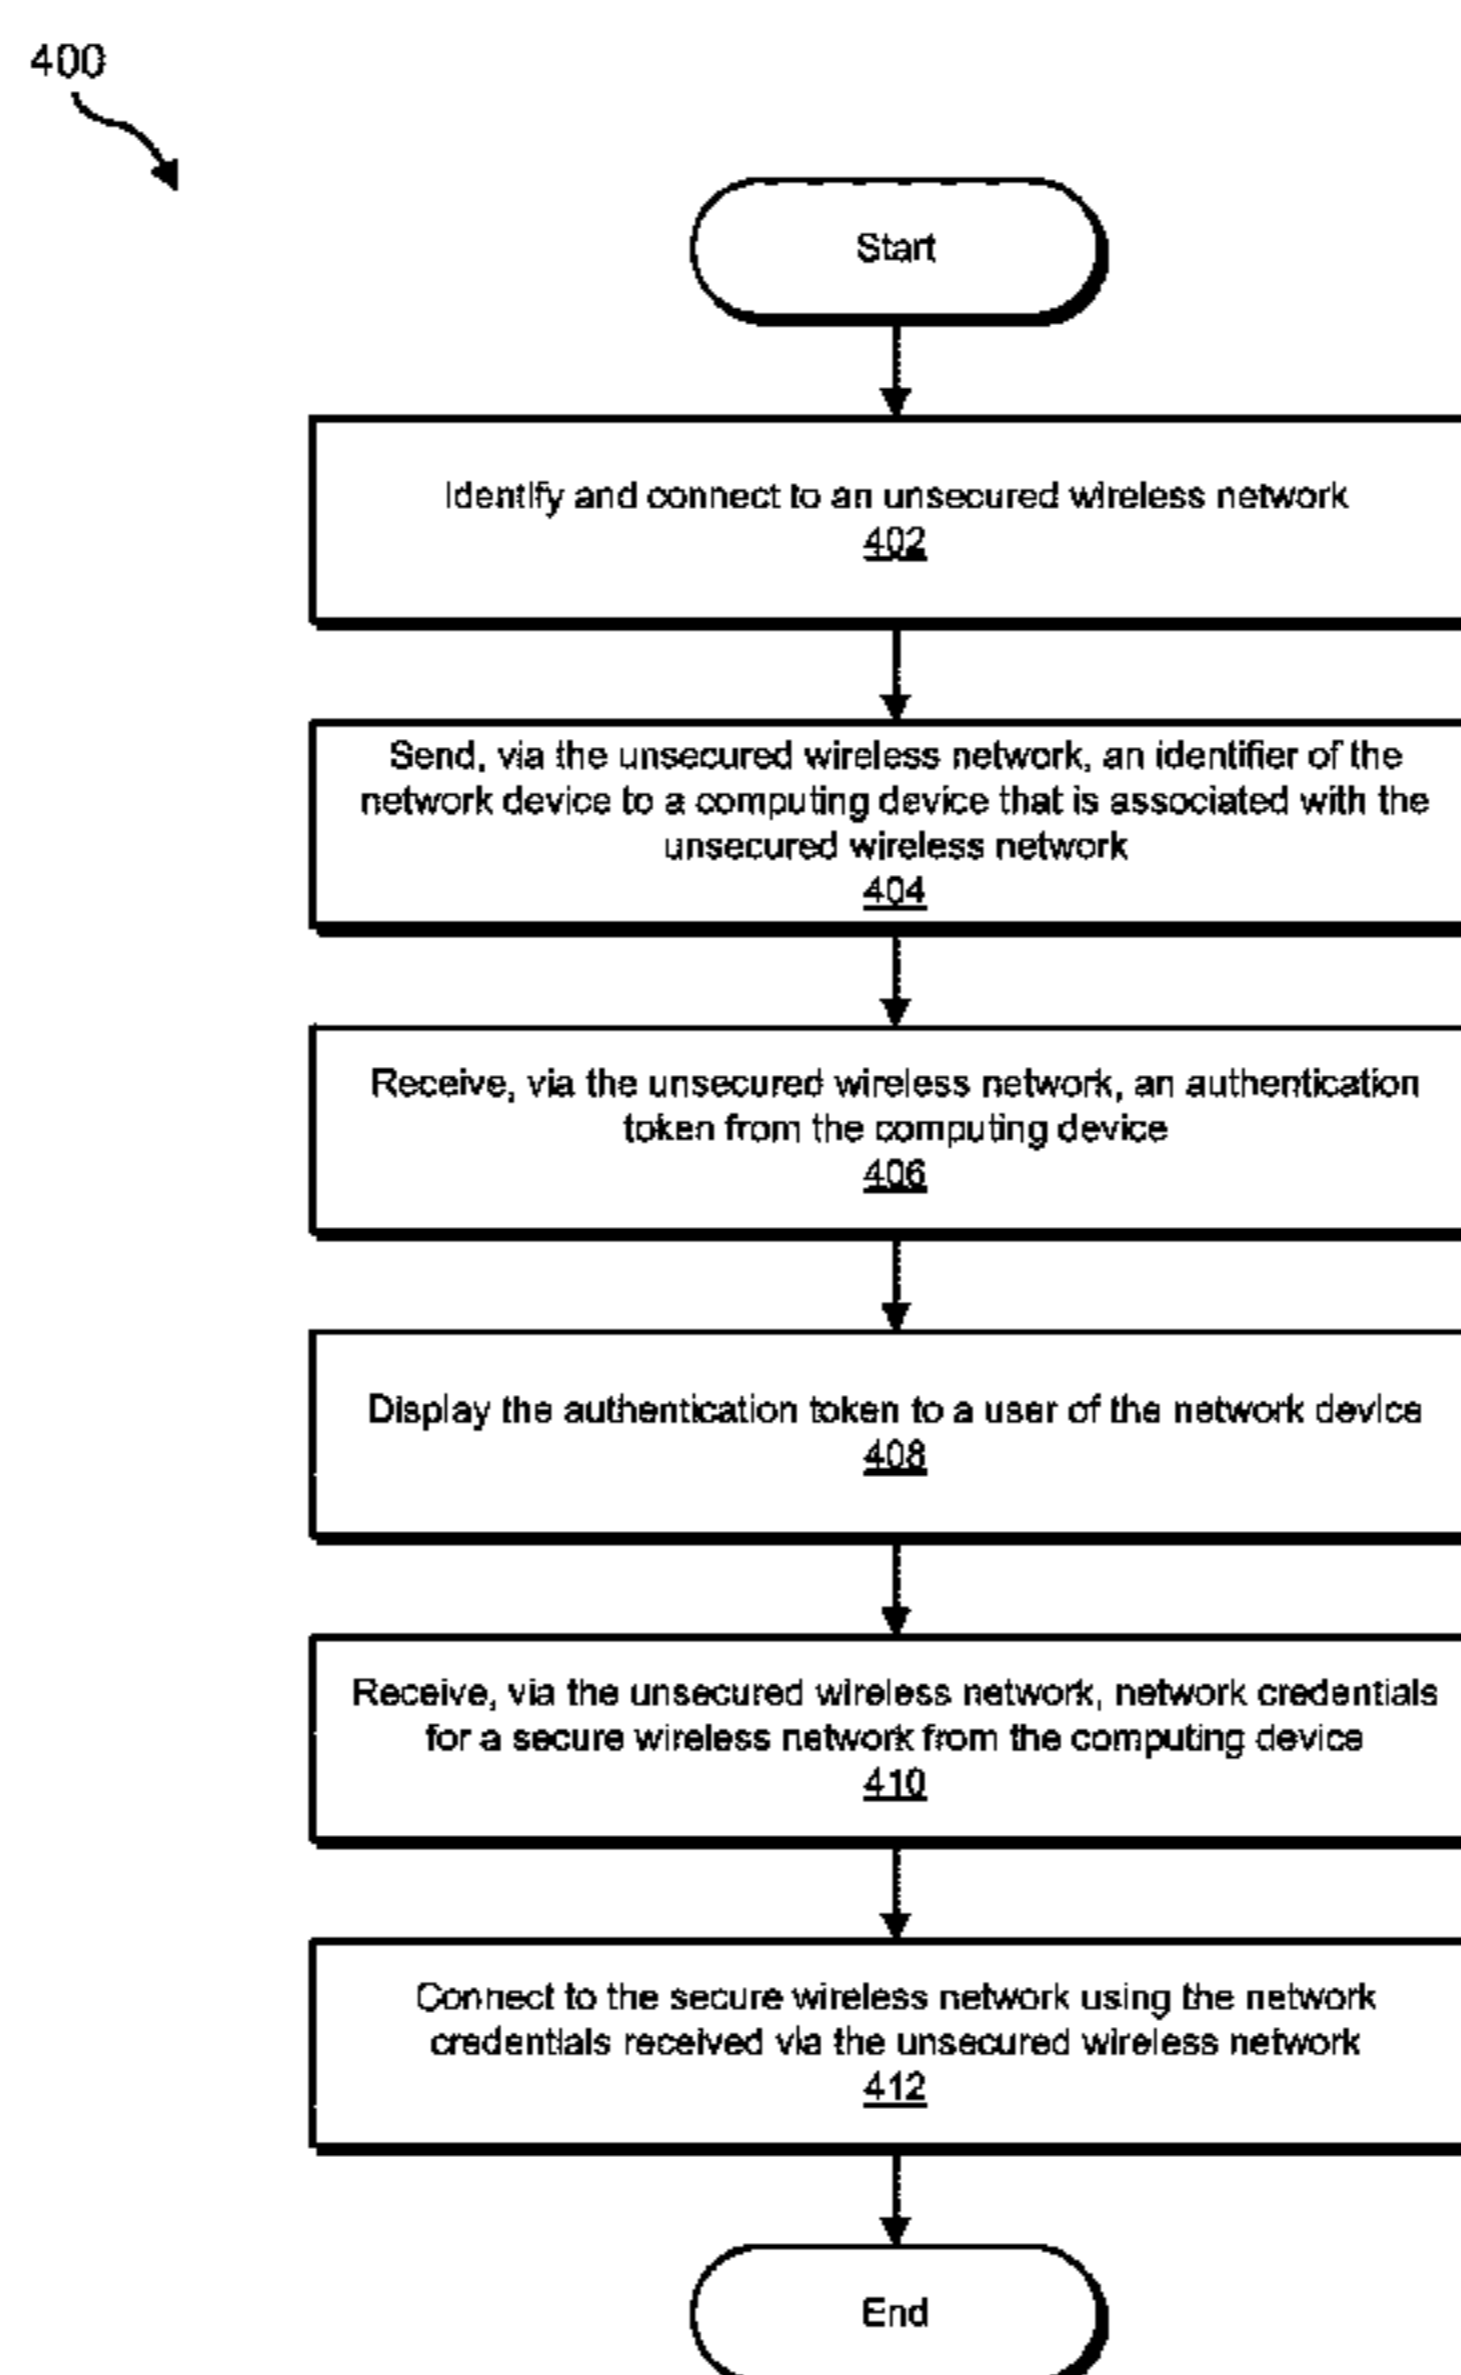 400
Start
Identify and connect to an unsecured wireless network
402
Send, via the unsecured wireless network, an identifier of the
network device to a computing device that is associated with the
unsecured wireless network
404
Receive, via the unsecured wireless network, an authentication
token from the computing device
406
Display the authentication token to a user of the network device
408
Receive, via the unsecured wireless network, network credentials
for a secure wireless network from the computing device
410
Connect to the secure wireless network using the network
credentials received via the unsecured wireless network
412
End